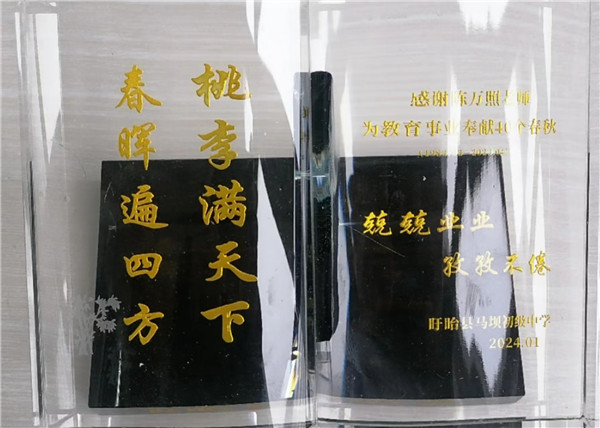 桃李满天下
春晖遍四方
感谢陈万照老师
为教育事业奉献40个春秋
兢兢业业
孜孜不倦
盱眙县马坝初级中学
2024.01